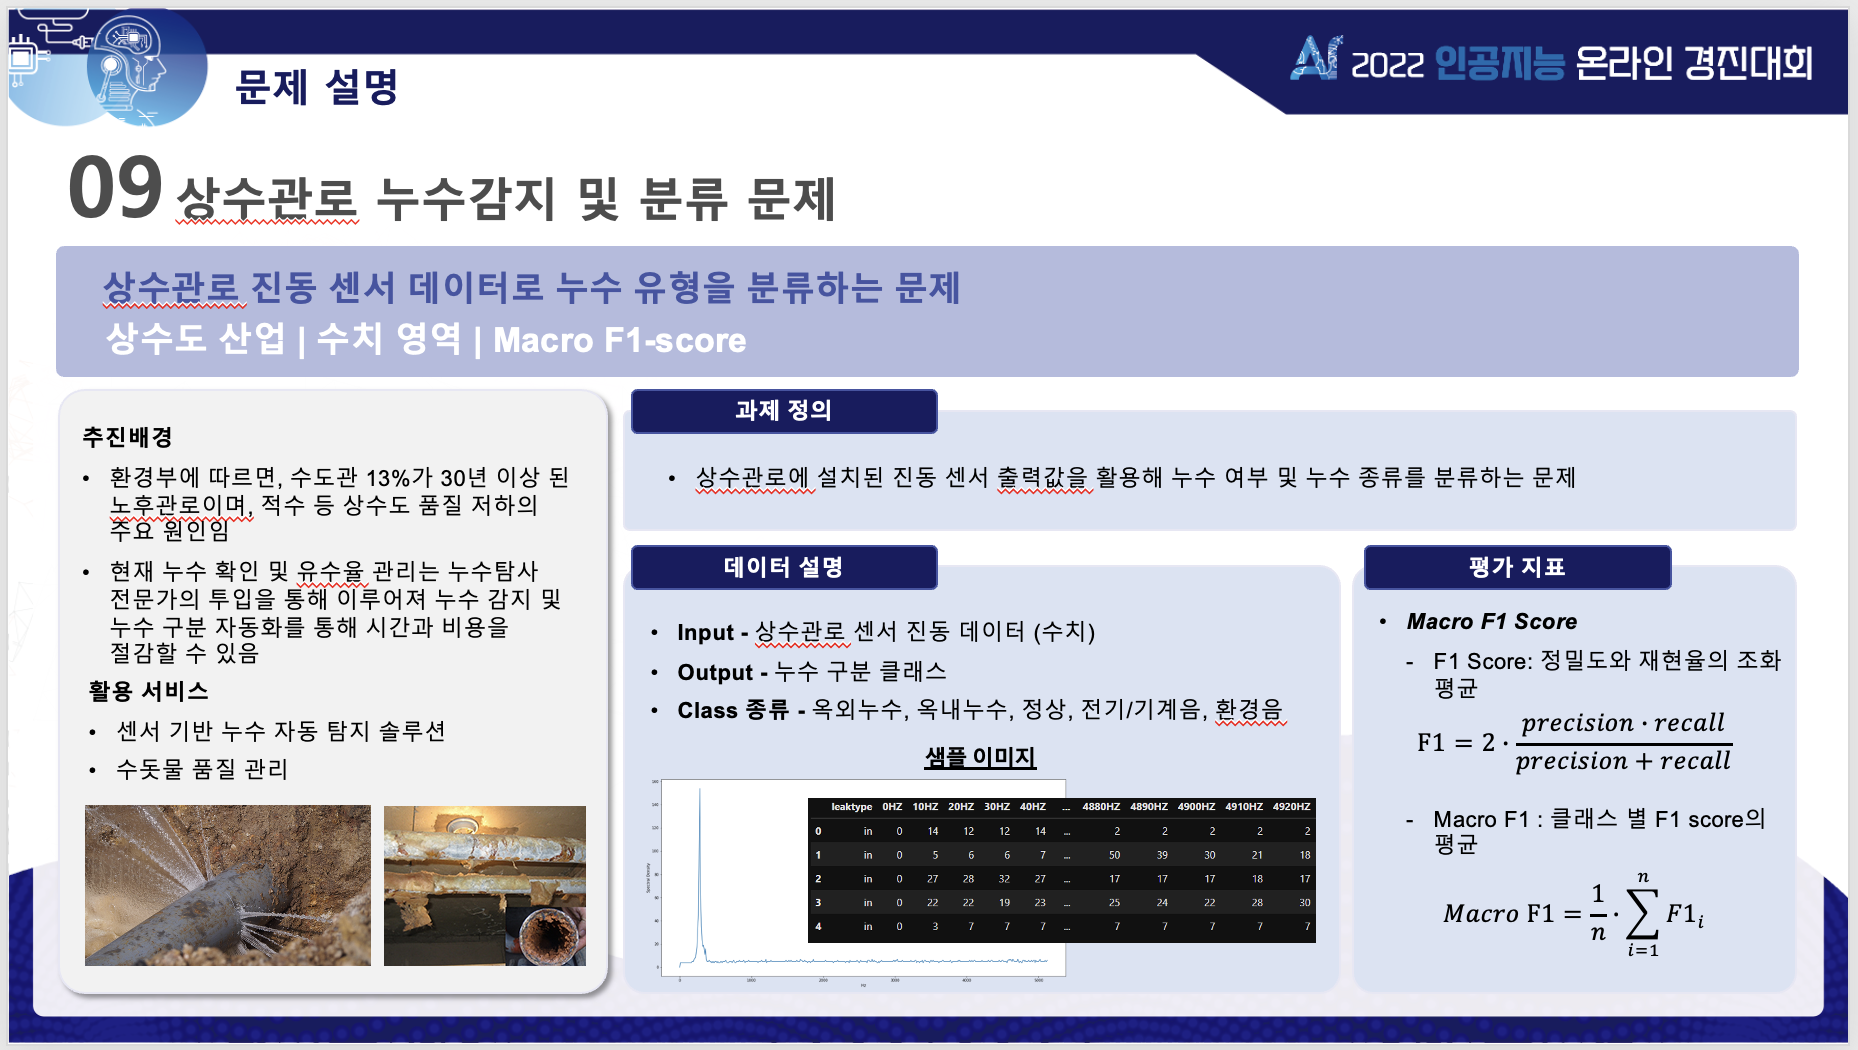 문제 설명
AI 2022 인공지능 온라인 경진대회
09 상수관로 누수감지 및 분류 문제
상수관로 진동 센서 데이터로 누수 유형을 분류하는 문제
상수도 산업 | 수치 영역 | Macro F1-score
추진배경
• 환경부에 따르면, 수도관 13%가 30년 이상 된
노후관로이며, 적수 등 상수도 품질 저하의
주요 원인임
• 현재 누수 확인 및 유수율 관리는 누수탐사
전문가의 투입을 통해 이루어져 누수 감지 및
누수 구분 자동화를 통해 시간과 비용을
절감할 수 있음
활용 서비스
• 센서 기반 누수 자동 탐지 솔루션
• 수돗물 품질 관리
과제 정의
• 상수관로에 설치된 진동 센서 출력값을 활용해 누수 여부 및 누수 종류를 분류하는 문제
데이터 설명
• Input - 상수관로 센서 진동 데이터 (수치)
• Output - 누수 구분 클래스
• Class 종류 - 옥외누수, 옥내누수, 정상, 전기/기계음, 환경음
샘플 이미지
leaktype 0HZ 10HZ 20HZ 30HZ 40HZ ... 4880HZ 4890HZ 4900HZ 4910HZ 4920HZ
0 in 0 14 12 12 14 ... 2 2 2 2 2
1 in 0 5 6 6 7 ... 50 39 30 21 18
2 in 0 27 28 32 27 ... 17 17 17 18 17
3 in 0 22 22 19 23 ... 25 24 22 28 30
4 in 0 3 7 7 7 ... 7 7 7 7 7
평가 지표
• Macro F1 Score
- F1 Score: 정밀도와 재현율의 조화
평균
F1 = 2 · precision · recall / precision + recall
- Macro F1 : 클래스 별 F1 score의
평균
Macro F1 = 1/n · ∑ i=1 n F1i